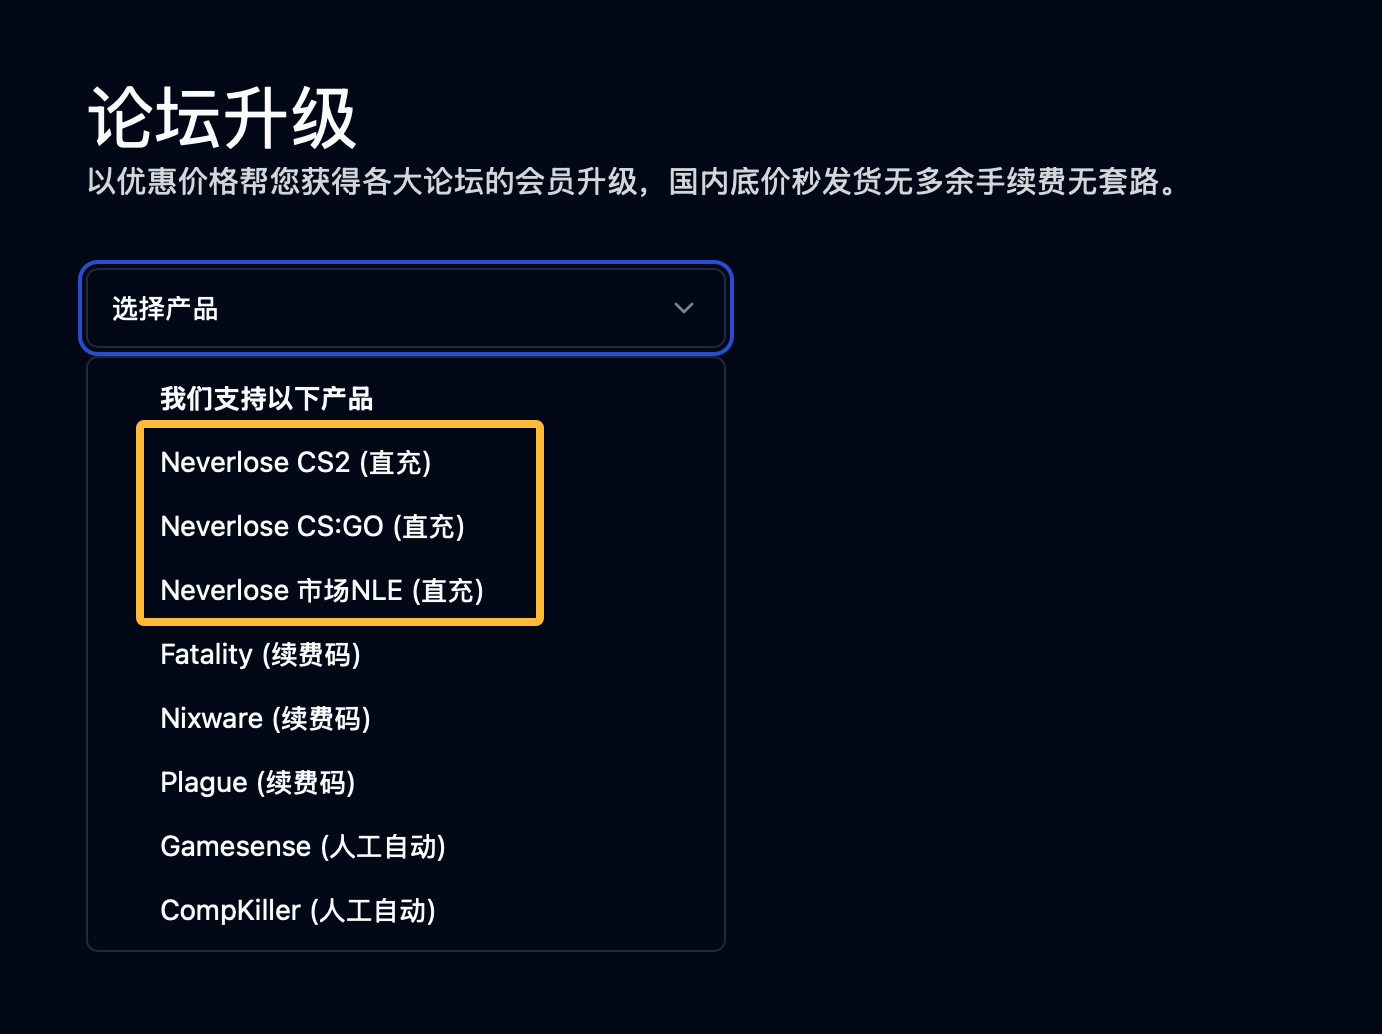 论坛升级
以优惠价格帮您获得各大论坛的会员升级，国内底价秒发货无多余手续费无套路。
选择产品
我们支持以下产品
Neverlose CS2 (直充)
Neverlose CS:GO (直充)
Neverlose 市场NLE (直充)
Fatality (续费码)
Nixware (续费码)
Plague (续费码)
Gamesense (人工自动)
CompKiller (人工自动)